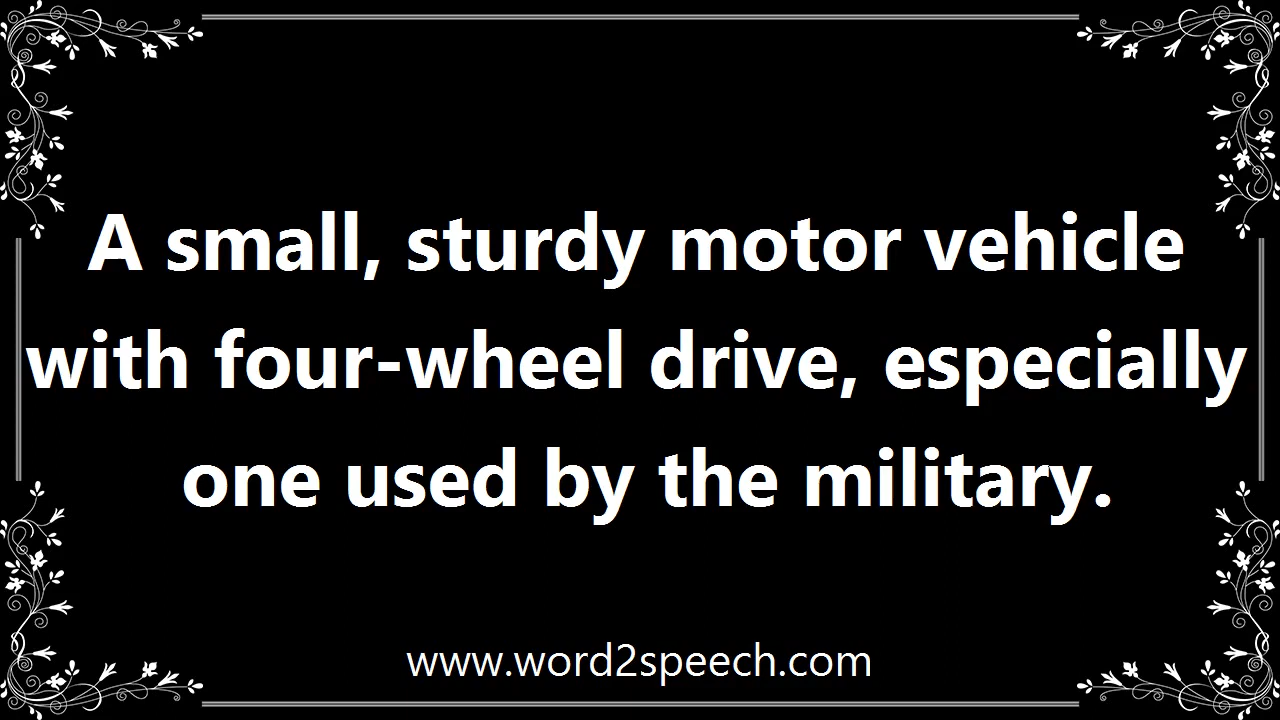 A small, sturdy motor vehicle
with four-wheel drive, especially
one used by the military.
www.word2speech.com